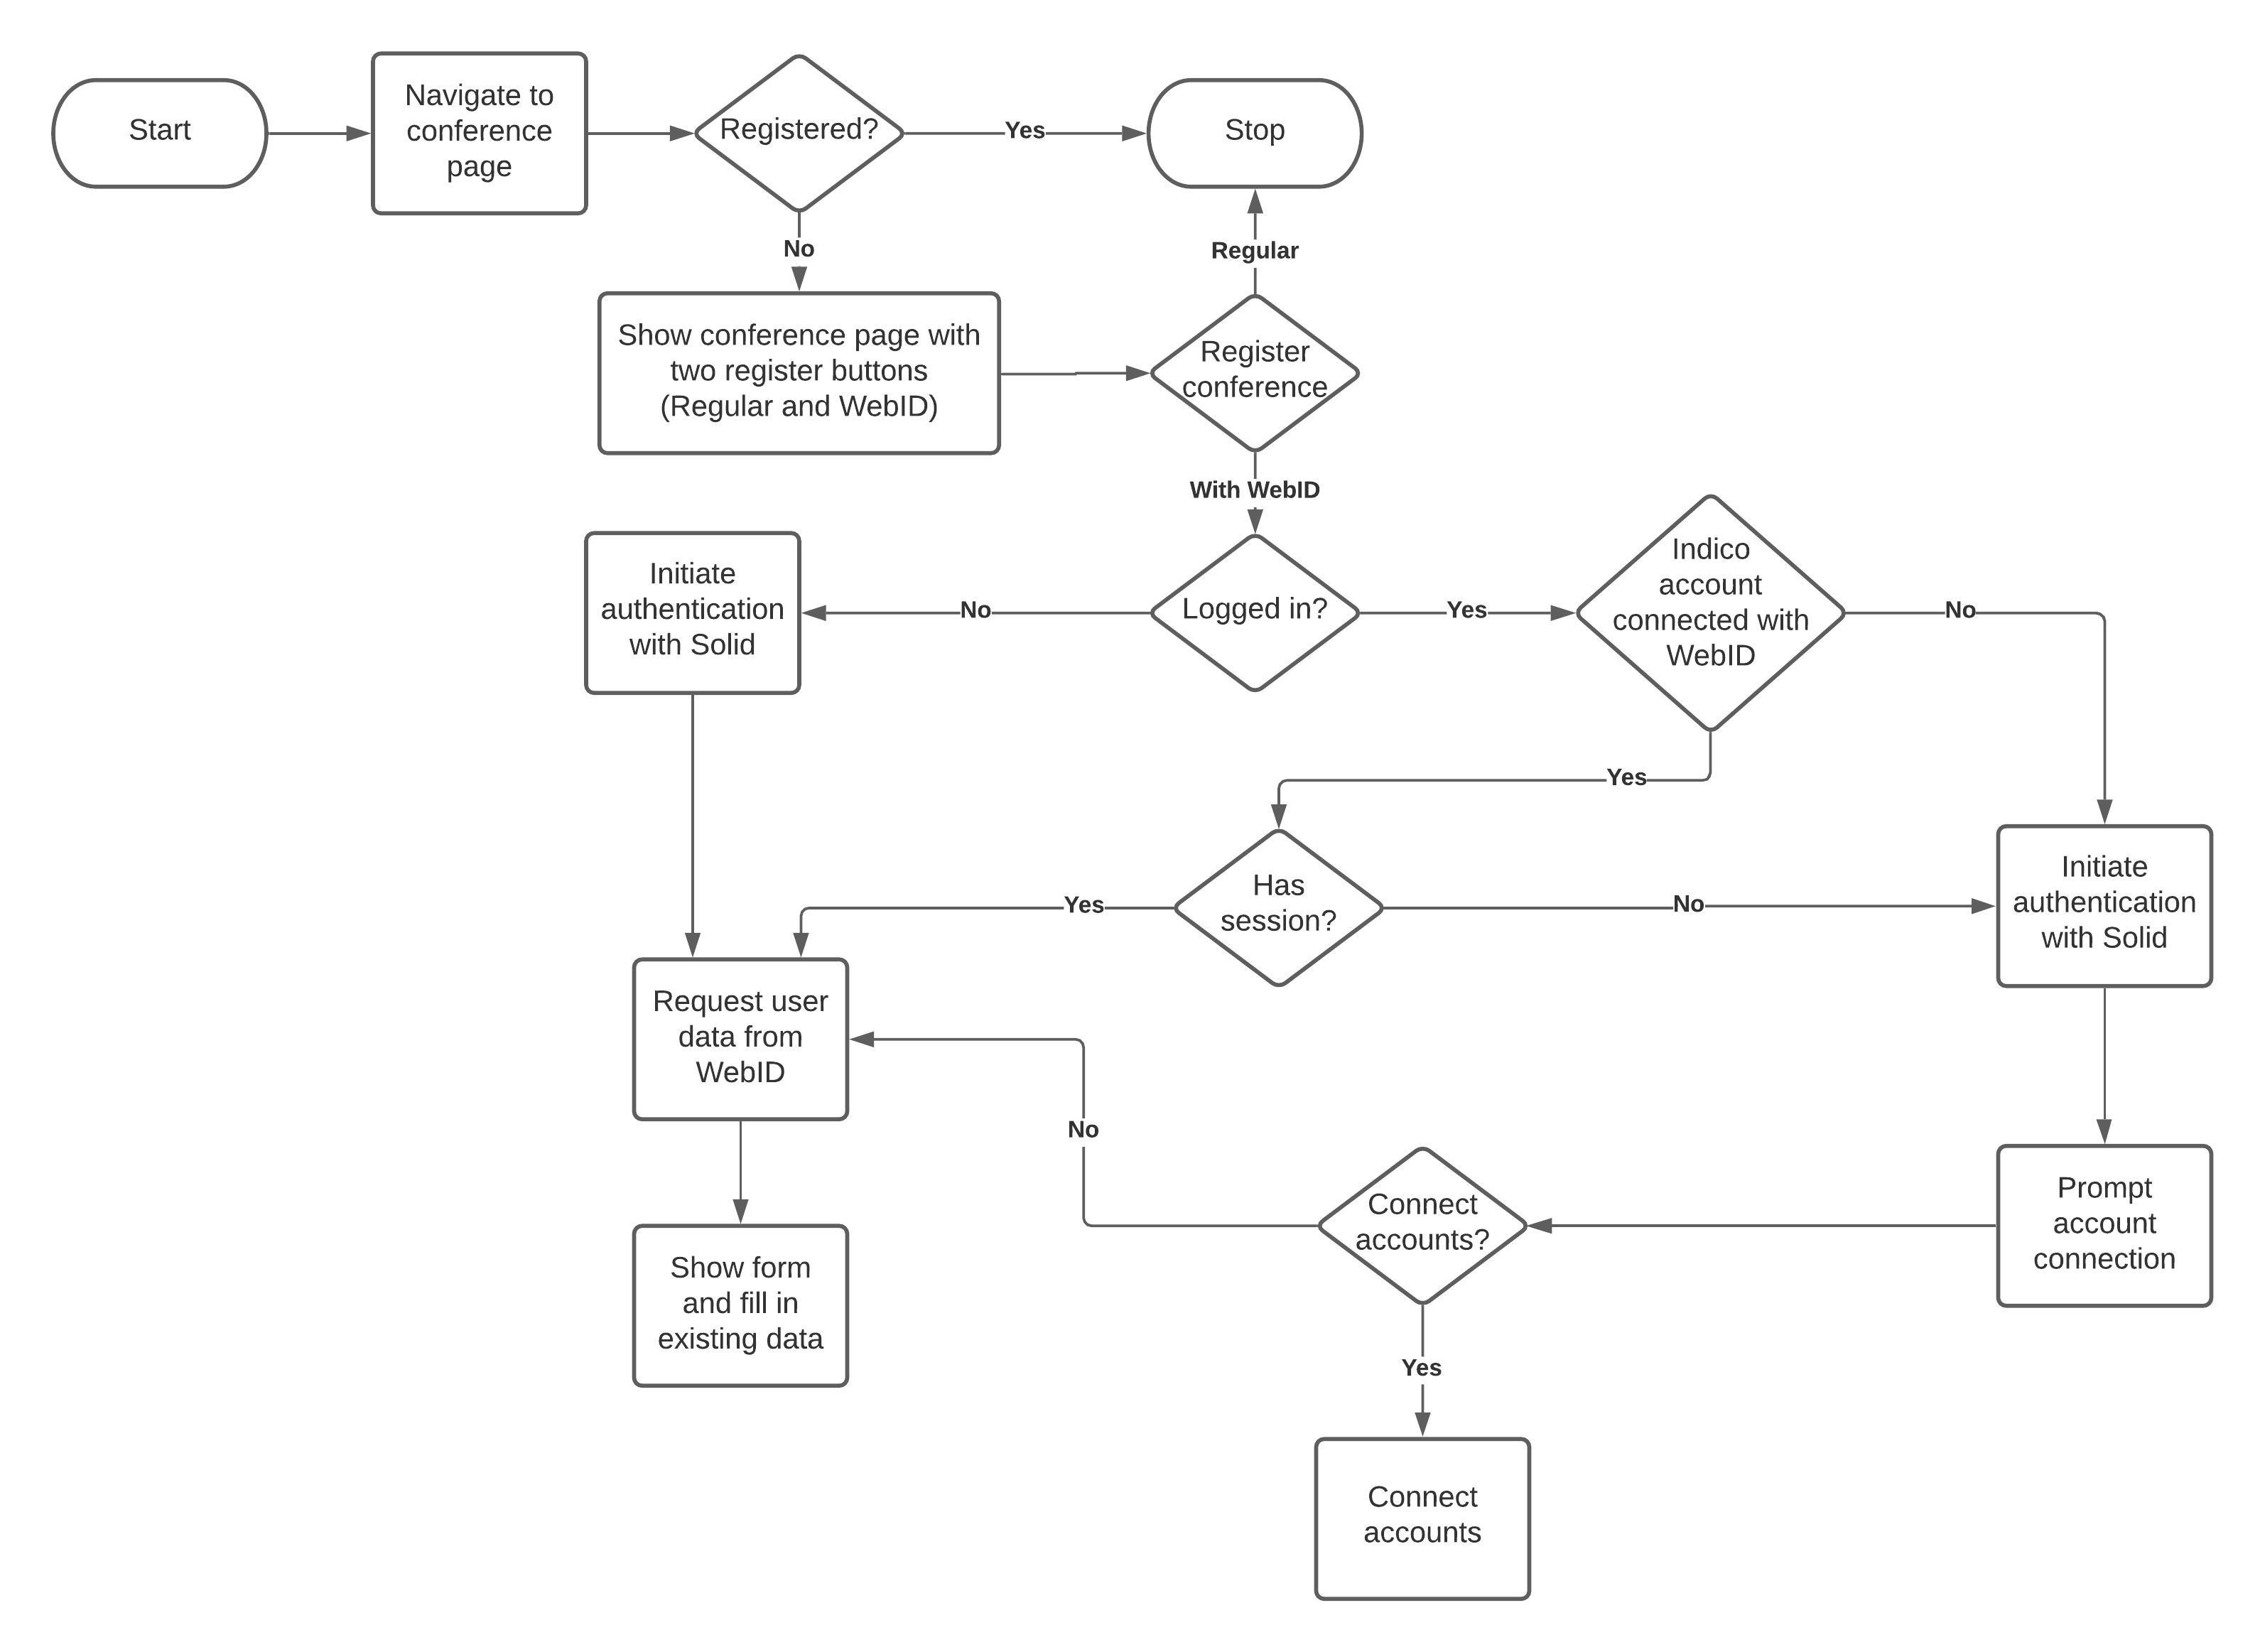 Start
Navigate to
conference
page
Registered?
Yes
Stop
No
Regular
Show conference page with
two register buttons
(Regular and WebID)
Register
conference
With WebID
Initiate
authentication
with Solid
No
Logged in?
Yes
Indico
account
connected with
WebID
No
Yes
Has
session?
Yes
No
Initiate
authentication
with Solid
Request user
data from
WebID
No
Connect
accounts?
Prompt
account
connection
Show form
and fill in
existing data
Yes
Connect
accounts